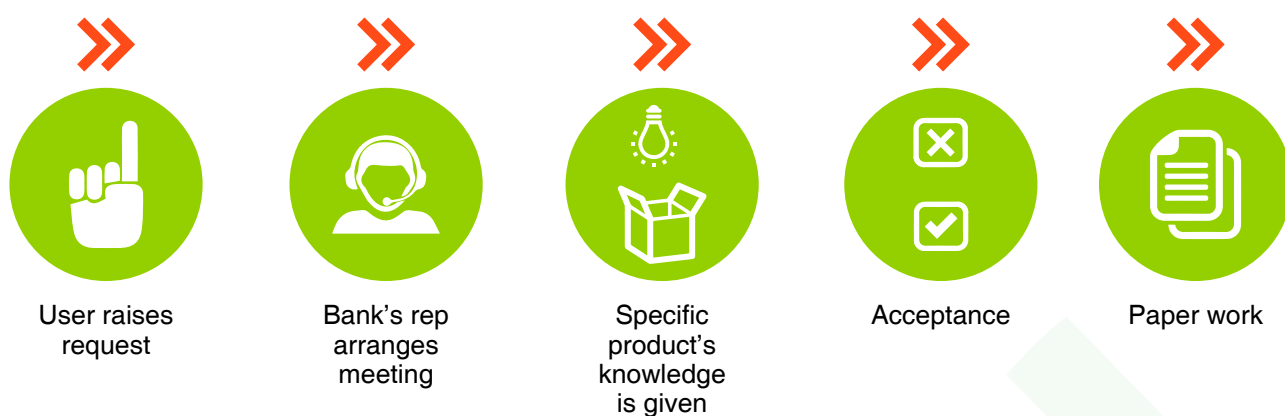 User raises
request
Bank's rep
arranges
meeting
Specific
product's
knowledge
is given
Acceptance
Paper work